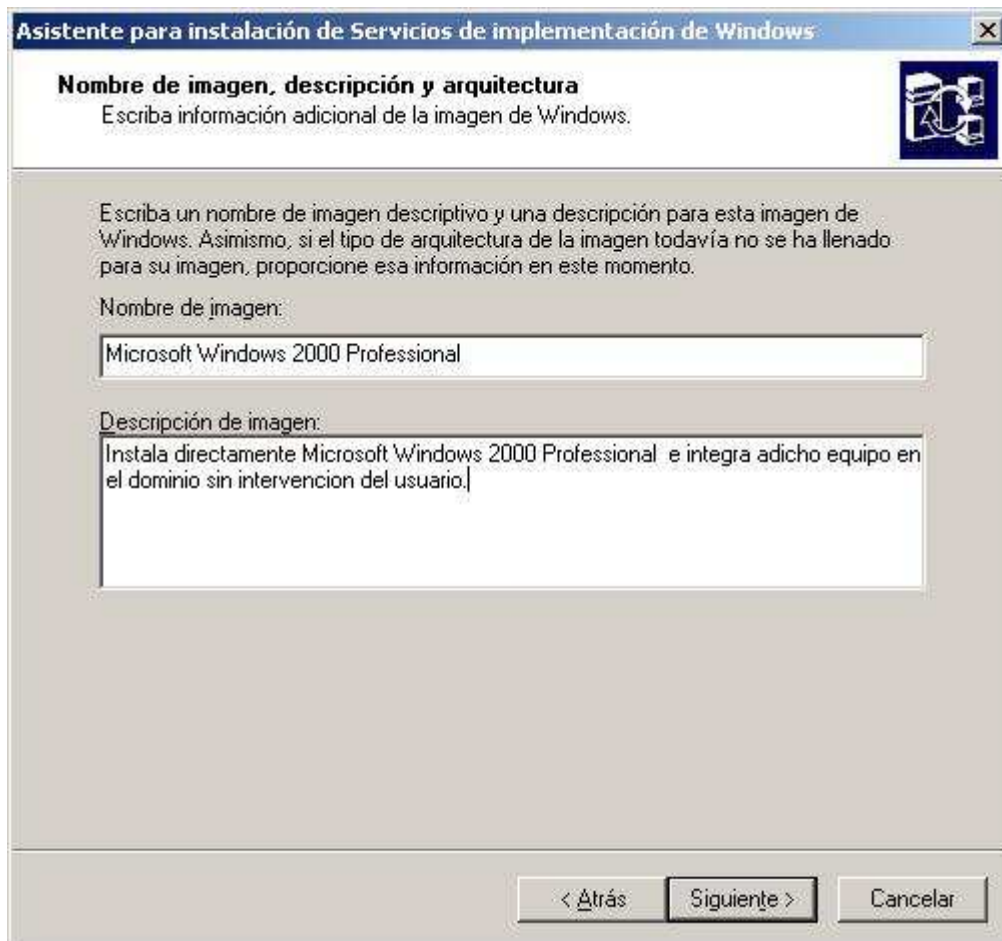 Asistente para instalación de Servicios de implementación de Windows
Nombre de imagen, descripción y arquitectura
Escriba información adicional de la imagen de Windows.
Escriba un nombre de imagen descriptivo y una descripción para esta imagen de
Windows. Asimismo, si el tipo de arquitectura de la imagen todavía no se ha llenado
para su imagen, proporcione esa información en este momento.
Nombre de imagen:
Microsoft Windows 2000 Professional
Descripción de imagen:
Instala directamente Microsoft Windows 2000 Professional  e integra adicho equipo en
el dominio sin intervencion del usuario.
< Atrás
Siguiente >
Cancelar